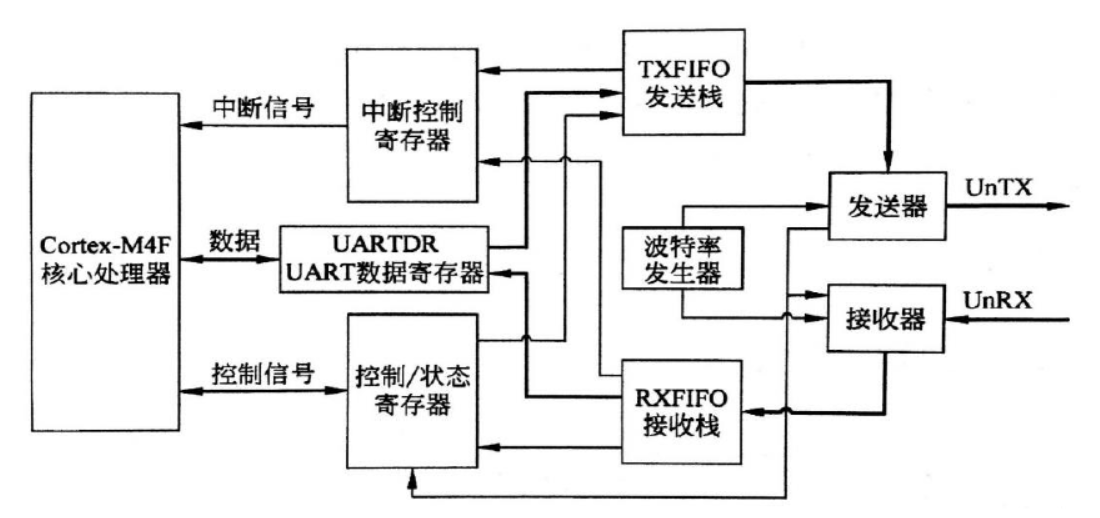 TXFIFO
发送栈
中断信号
中断控制
寄存器
发送器
UnTX
Cortex-M4F
核心处理器
数据
UARTDR
UART数据寄存器
波特率
发生器
UnRX
接收器
控制信号
控制/状态
寄存器
RXFIFO
接收栈